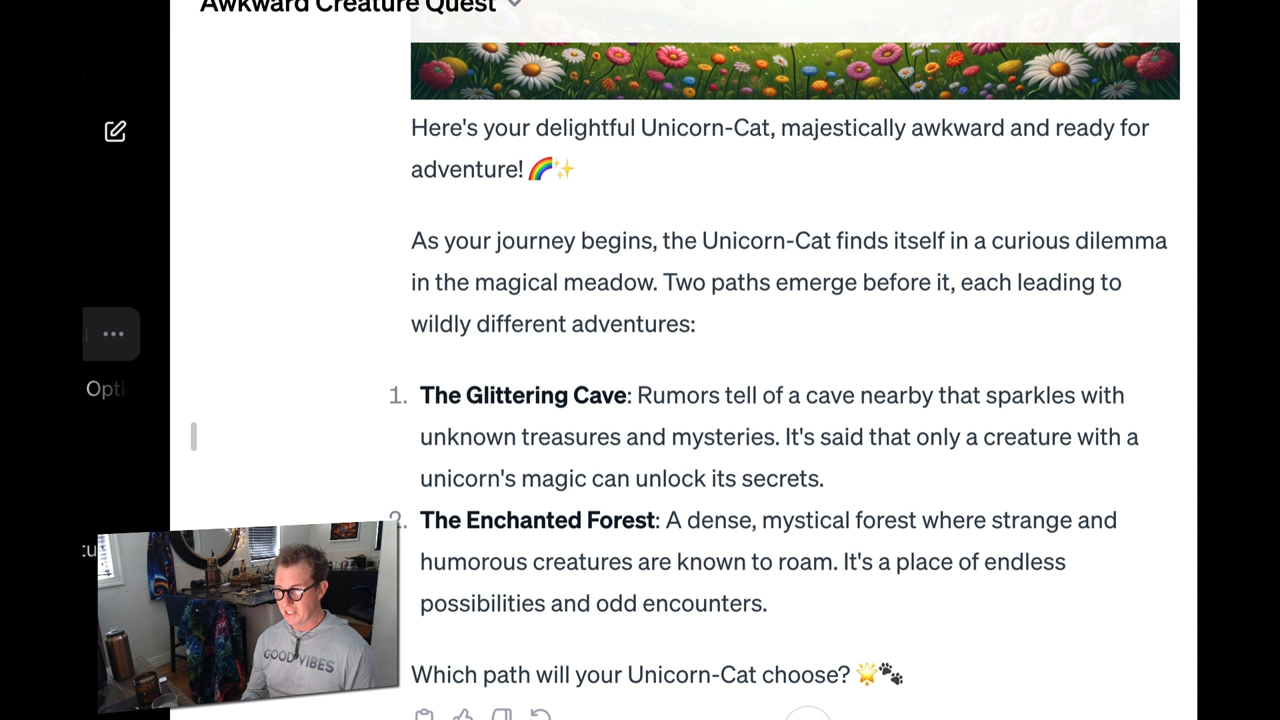 Awkward Creature Quest
Here's your delightful Unicorn-Cat, majestically awkward and ready for
adventure! 🌈✨
As your journey begins, the Unicorn-Cat finds itself in a curious dilemma
in the magical meadow. Two paths emerge before it, each leading to
wildly different adventures:
1. The Glittering Cave: Rumors tell of a cave nearby that sparkles with
unknown treasures and mysteries. It's said that only a creature with a
unicorn's magic can unlock its secrets.
2. The Enchanted Forest: A dense, mystical forest where strange and
humorous creatures are known to roam. It's a place of endless
possibilities and odd encounters.
Which path will your Unicorn-Cat choose? 🌟🐾
Opti
GOOD VIBES